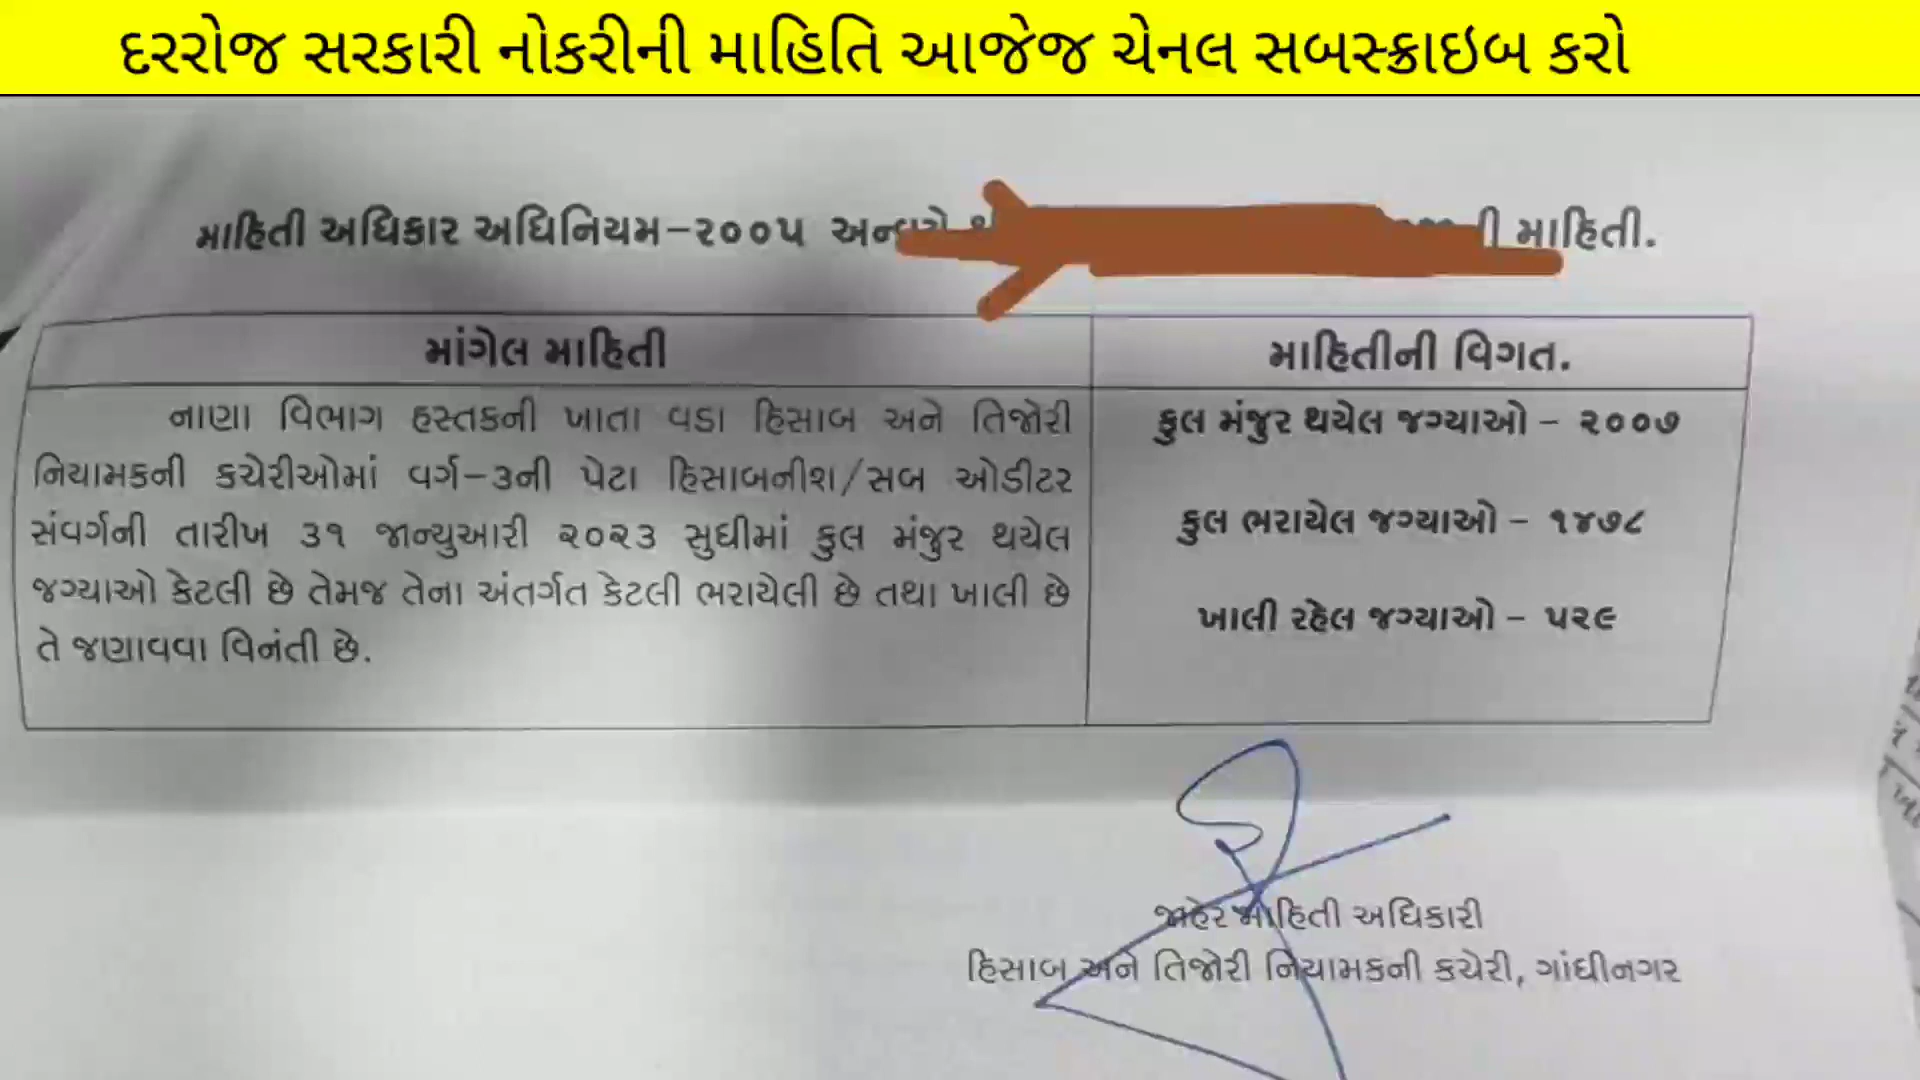 દરરોજ સરકારી નોકરીની માહિતિ આજેજ ચેનલ સબસ્ક્રાઇબ કરો
માહિતી અધિકાર અધિનિયમ-૨૦૦૫ અન્વયે માહિતી.
માંગેલ માહિતી
નાણા વિભાગ હસ્તકની ખાતા વડા હિસાબ અને તિજોરી
નિયામકની કચેરીઓમાં વર્ગ-૩ની પેટા હિસાબનીશ/સબ ઓડીટર
સંવર્ગની તારીખ ૩૧ જાન્યુઆરી ૨૦૨૩ સુધીમાં કુલ મંજુર થયેલ
જગ્યાઓ કેટલી છે તેમજ તેના અંતર્ગત કેટલી ભરાયેલી છે તથા ખાલી છે
તે જણાવવા વિનંતી છે.
માહિતીની વિગત.
કુલ મંજુર થયેલ જગ્યાઓ - ૨૦૦૭
કુલ ભરાયેલ જગ્યાઓ - ૧૪૭૮
ખાલી રહેલ જગ્યાઓ - ૫૨૯
જાહેર માહિતી અધિકારી
હિસાબ અને તિજોરી નિયામકની કચેરી, ગાંધીનગર